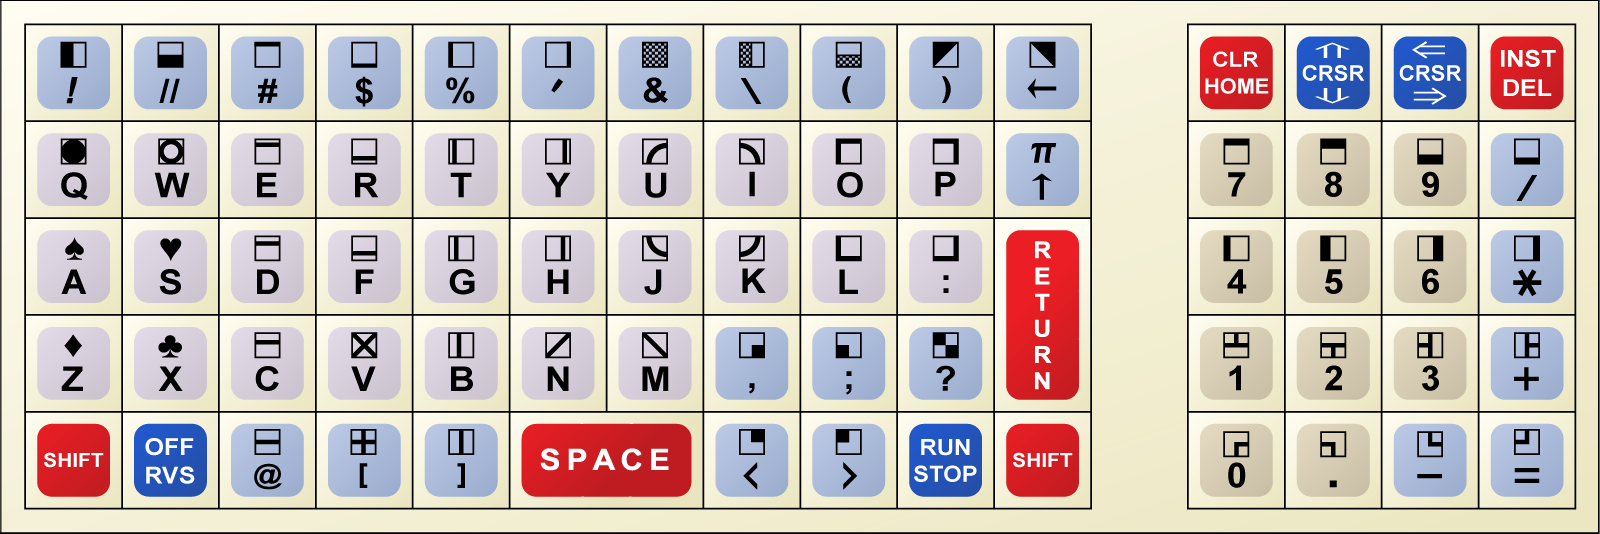 ! // # $ % ′ & \ ( ) ← CLR HOME ⇑ CRSR ⇓ ⇐ CRSR ⇒ INST DEL
Q W E R T Y U I O P π ↑ 7 8 9 /
♠ A ♥ S D F G H J K L : RETURN 4 5 6 *
♦ Z ♣ X C V B N M , ; ? 1 2 3 +
SHIFT OFF RVS @ [ ] SPACE < > RUN STOP SHIFT 0 . − =